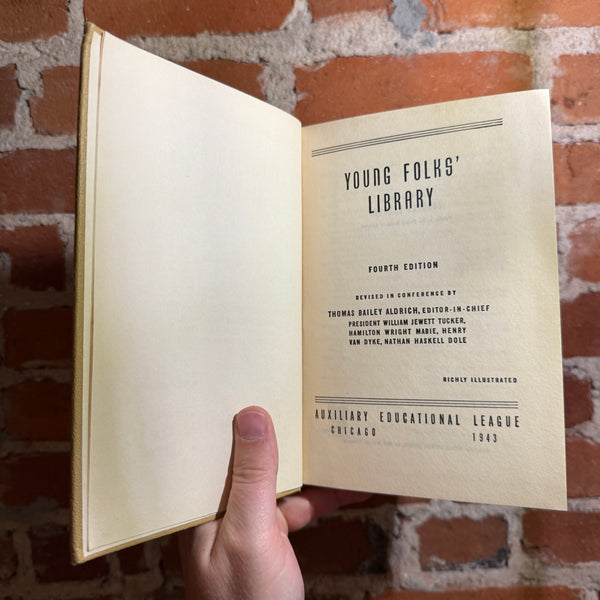 YOUNG FOLKS'
LIBRARY
FOURTH EDITION
REVISED IN CONFERENCE BY
THOMAS BAILEY ALDRICH, EDITOR-IN-CHIEF
PRESIDENT WILLIAM JEWETT TUCKER,
HAMILTON WRIGHT MABIE, HENRY
VAN DYKE, NATHAN HASKELL DOLE
RICHLY ILLUSTRATED
AUXILIARY EDUCATIONAL LEAGUE
CHICAGO 1943